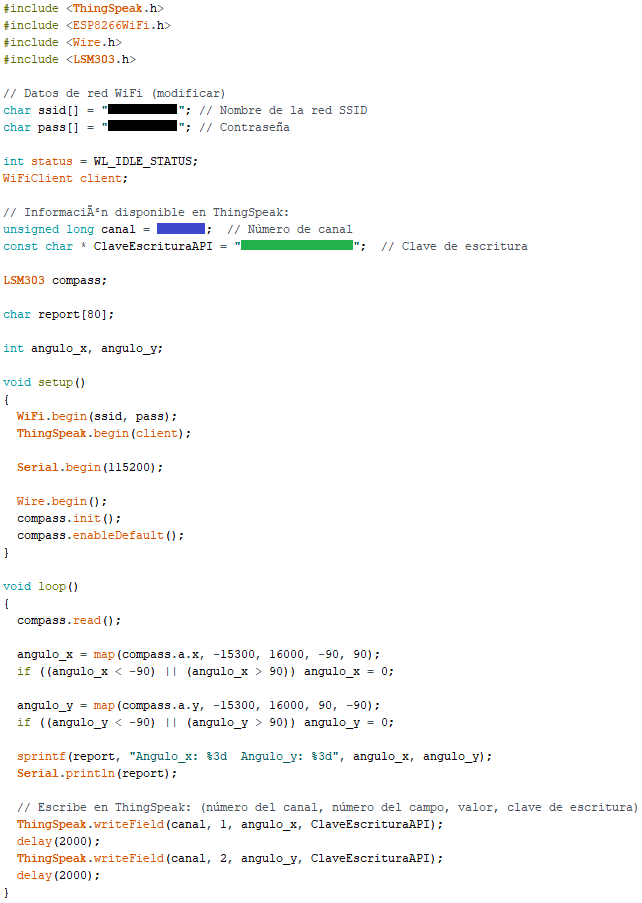 #include <ThingSpeak.h>
#include <ESP8266WiFi.h>
#include <Wire.h>
#include <LSM303.h>
// Datos de red WiFi (modificar)
char ssid[] = "          "; // Nombre de la red SSID
char pass[] = "          "; // Contraseña
int status = WL_IDLE_STATUS;
WiFiClient client;
// InformaciÃ³n disponible en ThingSpeak:
unsigned long canal =        ;  // Nùmero de canal
const char * ClaveEscrituraAPI = "                ";  // Clave de escritura
LSM303 compass;
char report[80];
int angulo_x, angulo_y;
void setup()
{
  WiFi.begin(ssid, pass);
  ThingSpeak.begin(client);
  Serial.begin(115200);
  Wire.begin();
  compass.init();
  compass.enableDefault();
}
void loop()
{
  compass.read();
  angulo_x = map(compass.a.x, -15300, 16000, -90, 90);
  if ((angulo_x < -90) || (angulo_x > 90)) angulo_x = 0;
  angulo_y = map(compass.a.y, -15300, 16000, 90, -90);
  if ((angulo_y < -90) || (angulo_y > 90)) angulo_y = 0;
  sprintf(report, "Angulo_x: %3d  Angulo_y: %3d", angulo_x, angulo_y);
  Serial.println(report);
  // Escribe en ThingSpeak: (número del canal, número del campo, valor, clave de escritura)
  ThingSpeak.writeField(canal, 1, angulo_x, ClaveEscrituraAPI);
  delay(2000);
  ThingSpeak.writeField(canal, 2, angulo_y, ClaveEscrituraAPI);
  delay(2000);
}